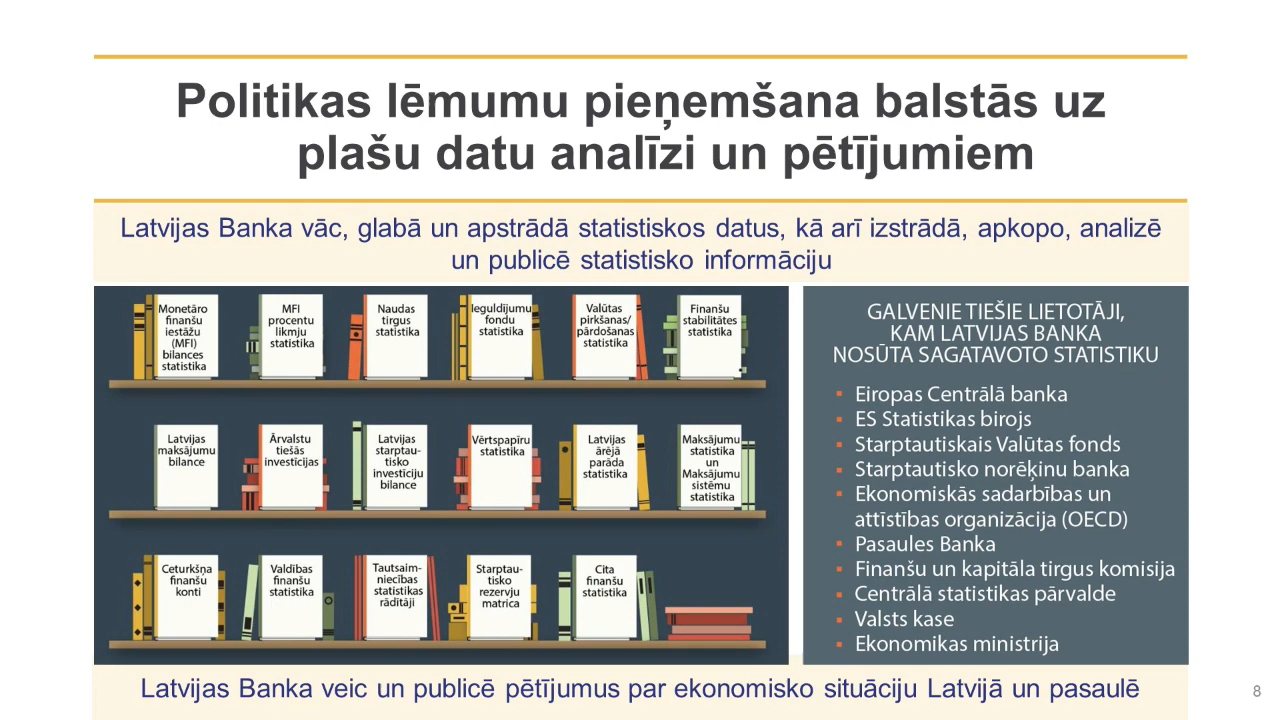 Politikas lēmumu pieņemšana balstās uz
plašu datu analīzi un pētījumiem
Latvijas Banka vāc, glabā un apstrādā statistiskos datus, kā arī izstrādā, apkopo, analizē
un publicē statistisko informāciju
Monetāro
finanšu
iestāžu
(MFI)
bilances
statistika
MFI
procentu
likmju
statistika
Naudas
tirgus
statistika
Ieguldījumu
fondu
statistika
Valūtas
pirkšanas/
pārdošanas
statistika
Finanšu
stabilitātes
statistika
Latvijas
maksājumu
bilance
Ārvalstu
tiešās
investīcijas
Latvijas
starptau-
tisko
investīciju
bilance
Vērtspapīru
statistika
Latvijas
ārējā
parāda
statistika
Maksājumu
statistika
un
Maksājumu
sistēmu
statistika
Ceturkšņa
finanšu
konti
Valdības
finanšu
statistika
Tautsaim-
niecības
statistikas
rādītāji
Starptau-
tisko
rezervju
matrica
Cita
finanšu
statistika
GALVENIE TIEŠIE LIETOTĀJI,
KAM LATVIJAS BANKA
NOSŪTA SAGATAVOTO STATISTIKU
▪ Eiropas Centrālā banka
▪ ES Statistikas birojs
▪ Starptautiskais Valūtas fonds
▪ Starptautisko norēķinu banka
▪ Ekonomiskās sadarbības un
attīstības organizācija (OECD)
▪ Pasaules Banka
▪ Finanšu un kapitāla tirgus komisija
▪ Centrālā statistikas pārvalde
▪ Valsts kase
▪ Ekonomikas ministrija
Latvijas Banka veic un publicē pētījumus par ekonomisko situāciju Latvijā un pasaulē
8